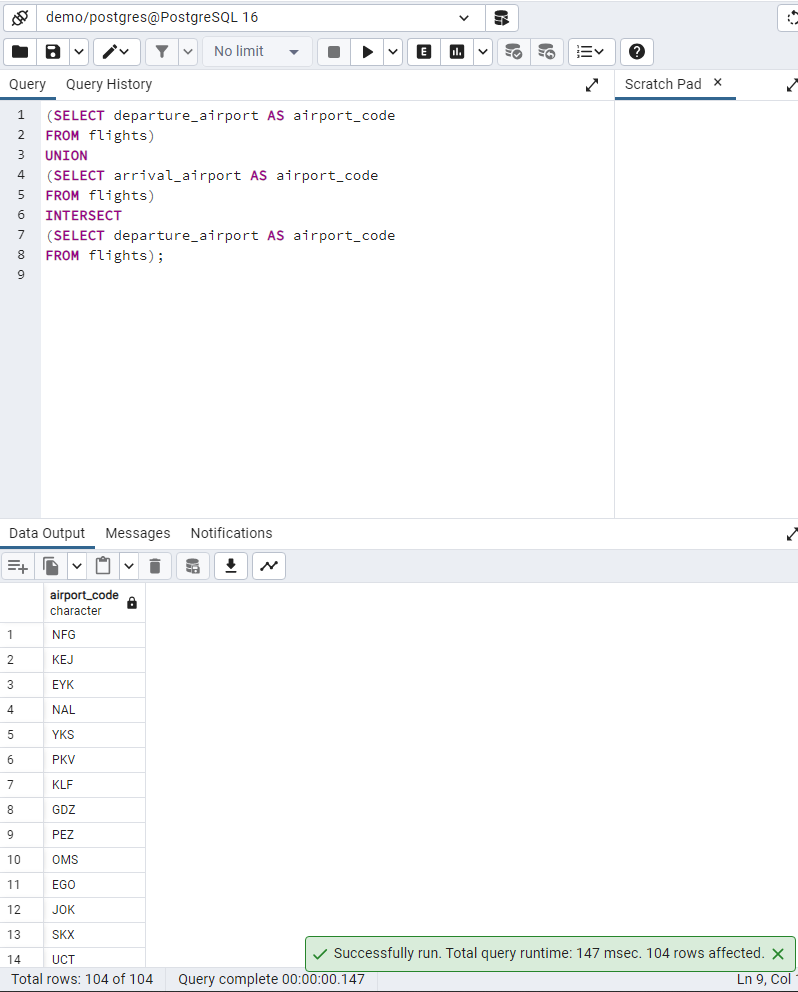 demo/postgres@PostgreSQL 16
No limit
E
Query Query History Scratch Pad
1 (SELECT departure_airport AS airport_code
2 FROM flights)
3 UNION
4 (SELECT arrival_airport AS airport_code
5 FROM flights)
6 INTERSECT
7 (SELECT departure_airport AS airport_code
8 FROM flights);
9
Data Output Messages Notifications
airport_code
character
1 NFG
2 KEJ
3 EYK
4 NAL
5 YKS
6 PKV
7 KLF
8 GDZ
9 PEZ
10 OMS
11 EGO
12 JOK
13 SKX
14 UCT
Successfully run. Total query runtime: 147 msec. 104 rows affected.
Total rows: 104 of 104 Query complete 00:00:00.147 Ln 9, Col